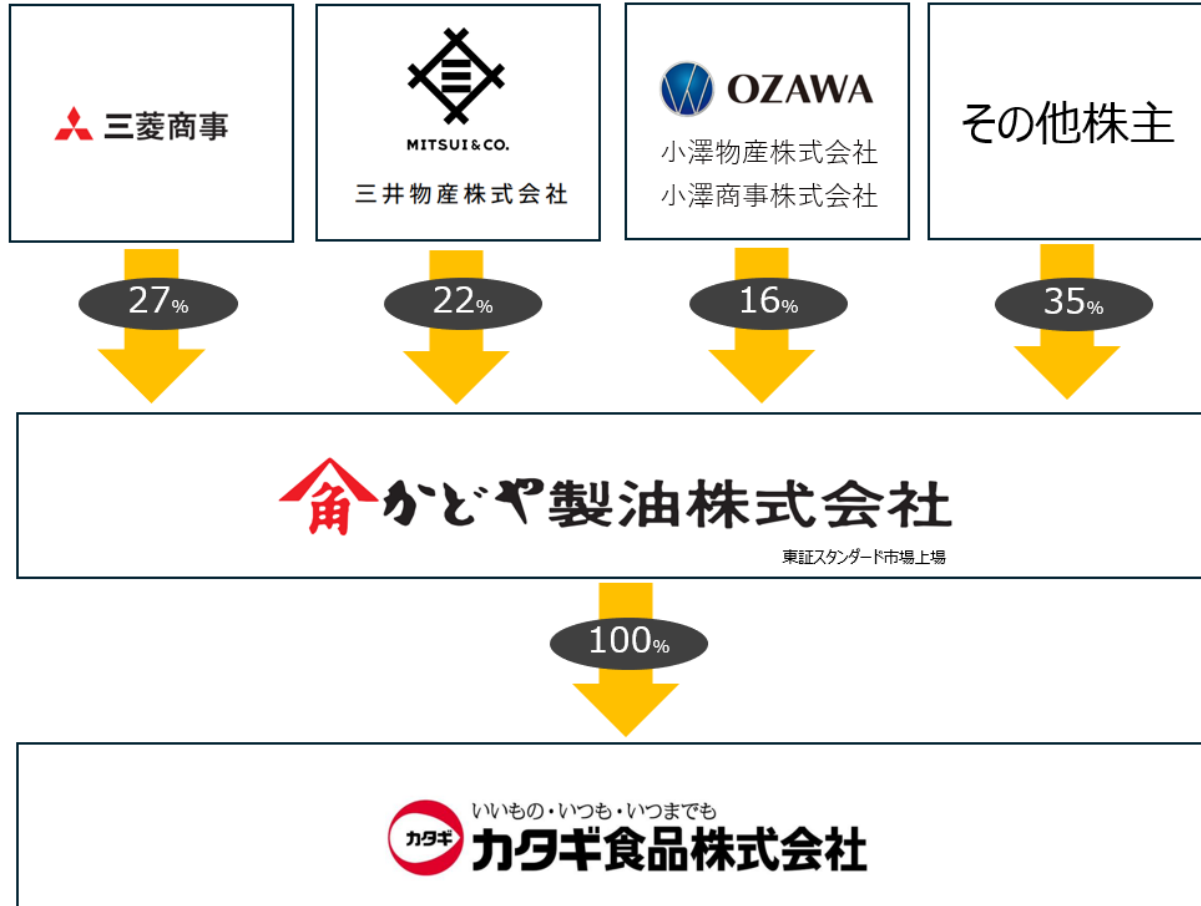 三菱商事
MITSUI & CO.
三井物産株式会社
OZAWA
小澤物産株式会社
小澤商事株式会社
その他株主
27%
22%
16%
35%
角 かどや製油株式会社
東証スタンダード市場上場
100%
いいもの・いつも・いつまでも
カタギ
カタギ食品株式会社